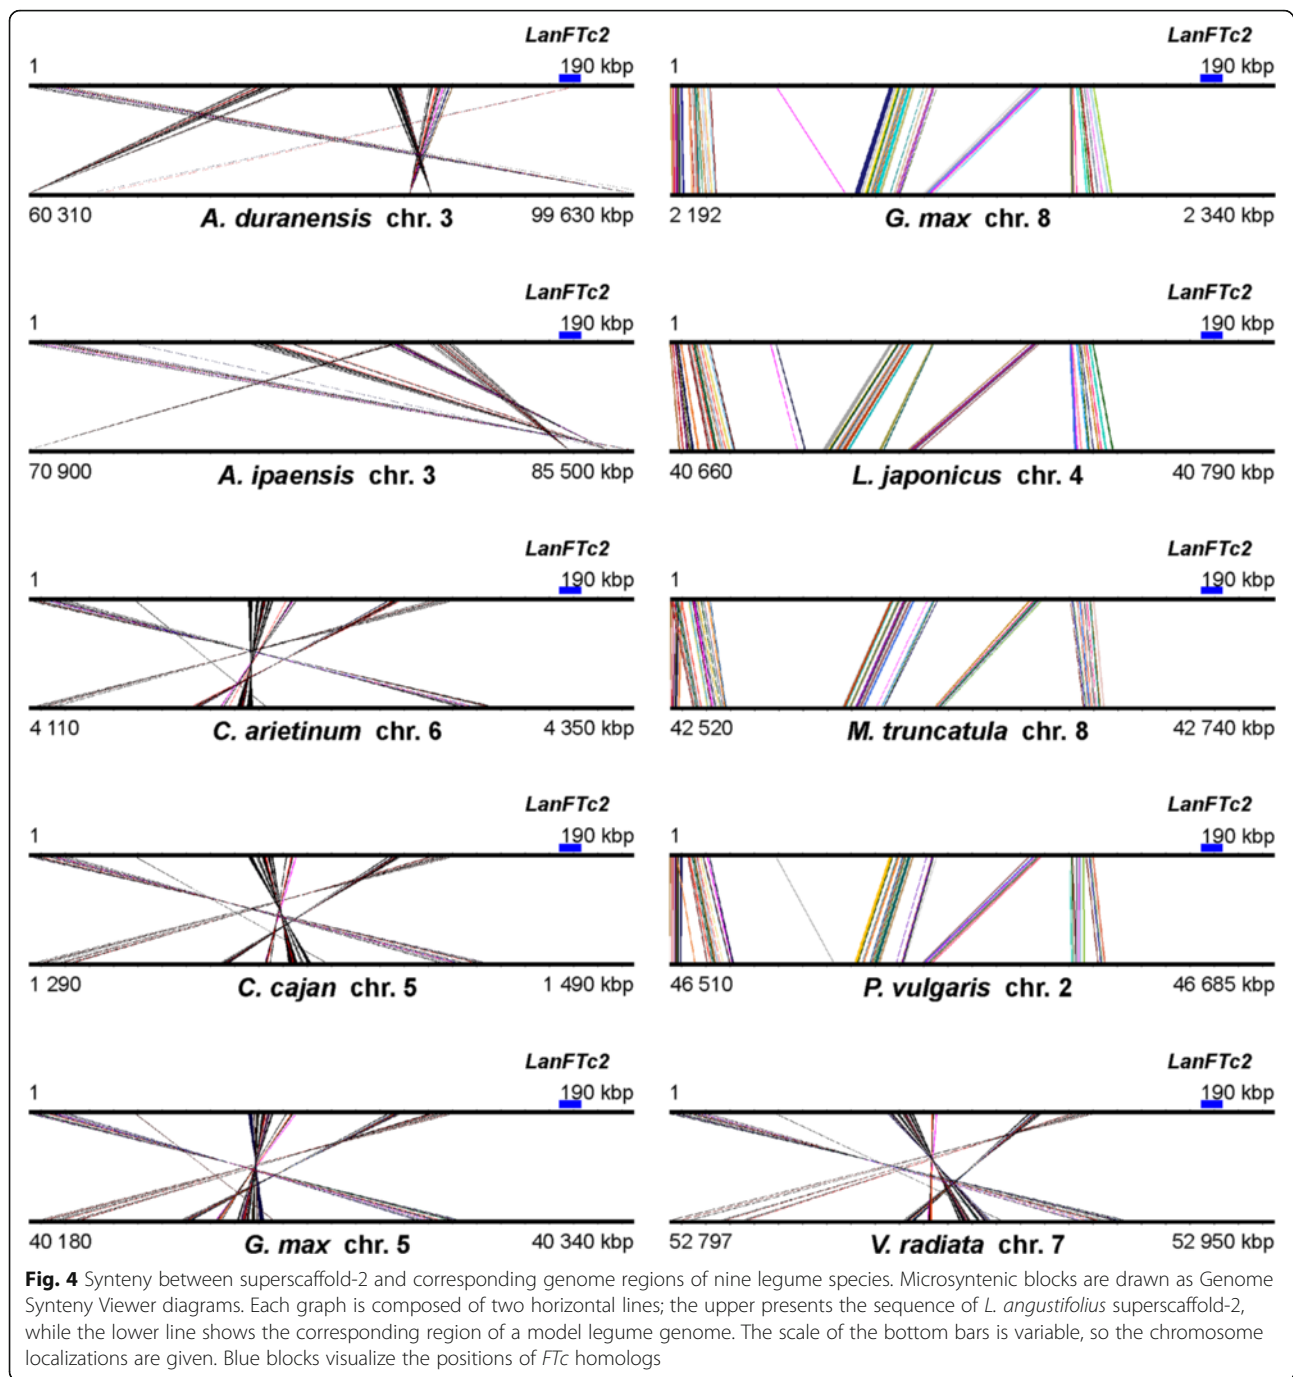 LanFTc2
1 190 kbp
60 310 A. duranensis chr. 3 99 630 kbp
LanFTc2
1 190 kbp
2 192 G. max chr. 8 2 340 kbp
LanFTc2
1 190 kbp
70 900 A. ipaensis chr. 3 85 500 kbp
LanFTc2
1 190 kbp
40 660 L. japonicus chr. 4 40 790 kbp
LanFTc2
1 190 kbp
4 110 C. arietinum chr. 6 4 350 kbp
LanFTc2
1 190 kbp
42 520 M. truncatula chr. 8 42 740 kbp
LanFTc2
1 190 kbp
1 290 C. cajan chr. 5 1 490 kbp
LanFTc2
1 190 kbp
46 510 P. vulgaris chr. 2 46 685 kbp
LanFTc2
1 190 kbp
40 180 G. max chr. 5 40 340 kbp
LanFTc2
1 190 kbp
52 797 V. radiata chr. 7 52 950 kbp
Fig. 4 Synteny between superscaffold-2 and corresponding genome regions of nine legume species. Microsyntenic blocks are drawn as Genome
Synteny Viewer diagrams. Each graph is composed of two horizontal lines; the upper presents the sequence of L. angustifolius superscaffold-2,
while the lower line shows the corresponding region of a model legume genome. The scale of the bottom bars is variable, so the chromosome
localizations are given. Blue blocks visualize the positions of FTc homologs